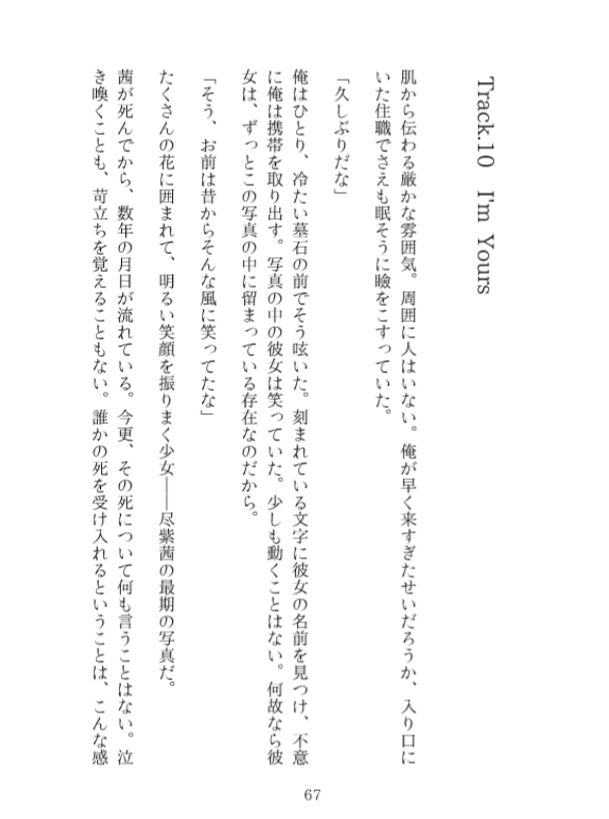 Track.10　I'm Yours
肌から伝わる厳かな雰囲気。周囲に人はいない。俺が早く来すぎたせいだろうか、入り口に
いた住職でさえも眠そうに瞼をこすっていた。
「久しぶりだな」
俺はひとり、冷たい墓石の前でそう呟いた。刻まれている文字に彼女の名前を見つけ、不意
に俺は携帯を取り出す。写真の中の彼女は笑っていた。少しも動くことはない。何故なら彼
女は、ずっとこの写真の中に留まっている存在なのだから。
「そう、お前は昔からそんな風に笑ってたな」
たくさんの花に囲まれて、明るい笑顔を振りまく少女――尽紫茜の最期の写真だ。
茜が死んでから、数年の月日が流れている。今更、その死について何も言うことはない。泣
き喚くことも、苛立ちを覚えることもない。誰かの死を受け入れるということは、こんな感
67